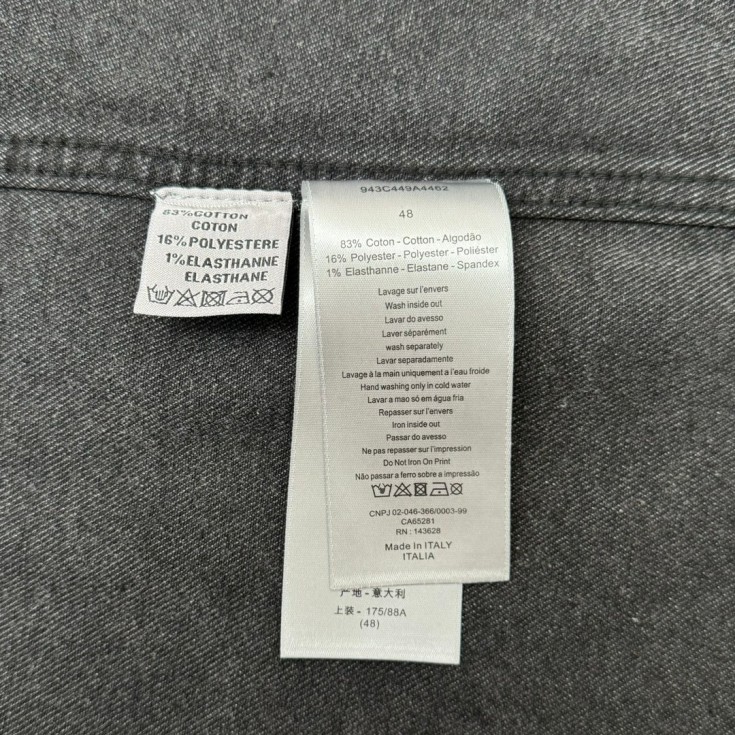 83%COTTON
COTON
16%POLYESTERE
1%ELASTHANNE
ELASTHANE
943C449A4462
48
83% Coton - Cotton - Algodão
16% Polyester - Polyester - Poliéster
1% Elasthanne - Elastane - Spandex
Lavage sur l'envers
Wash inside out
Lavar do avesso
Laver séparément
wash separately
Lavar separadamente
Lavage à la main uniquement a l'eau froide
Hand washing only in cold water
Lavar a mao só em água fria
Repasser sur l'envers
Iron inside out
Passar do avesso
Ne pas repasser sur l'impression
Do Not Iron On Print
Não passar a ferro sobre a impressão
CNPJ 02-046-366/0003-99
CA65281
RN : 143628
Made In ITALY
ITALIA
产地 - 意大利
上装 - 175/88A
(48)